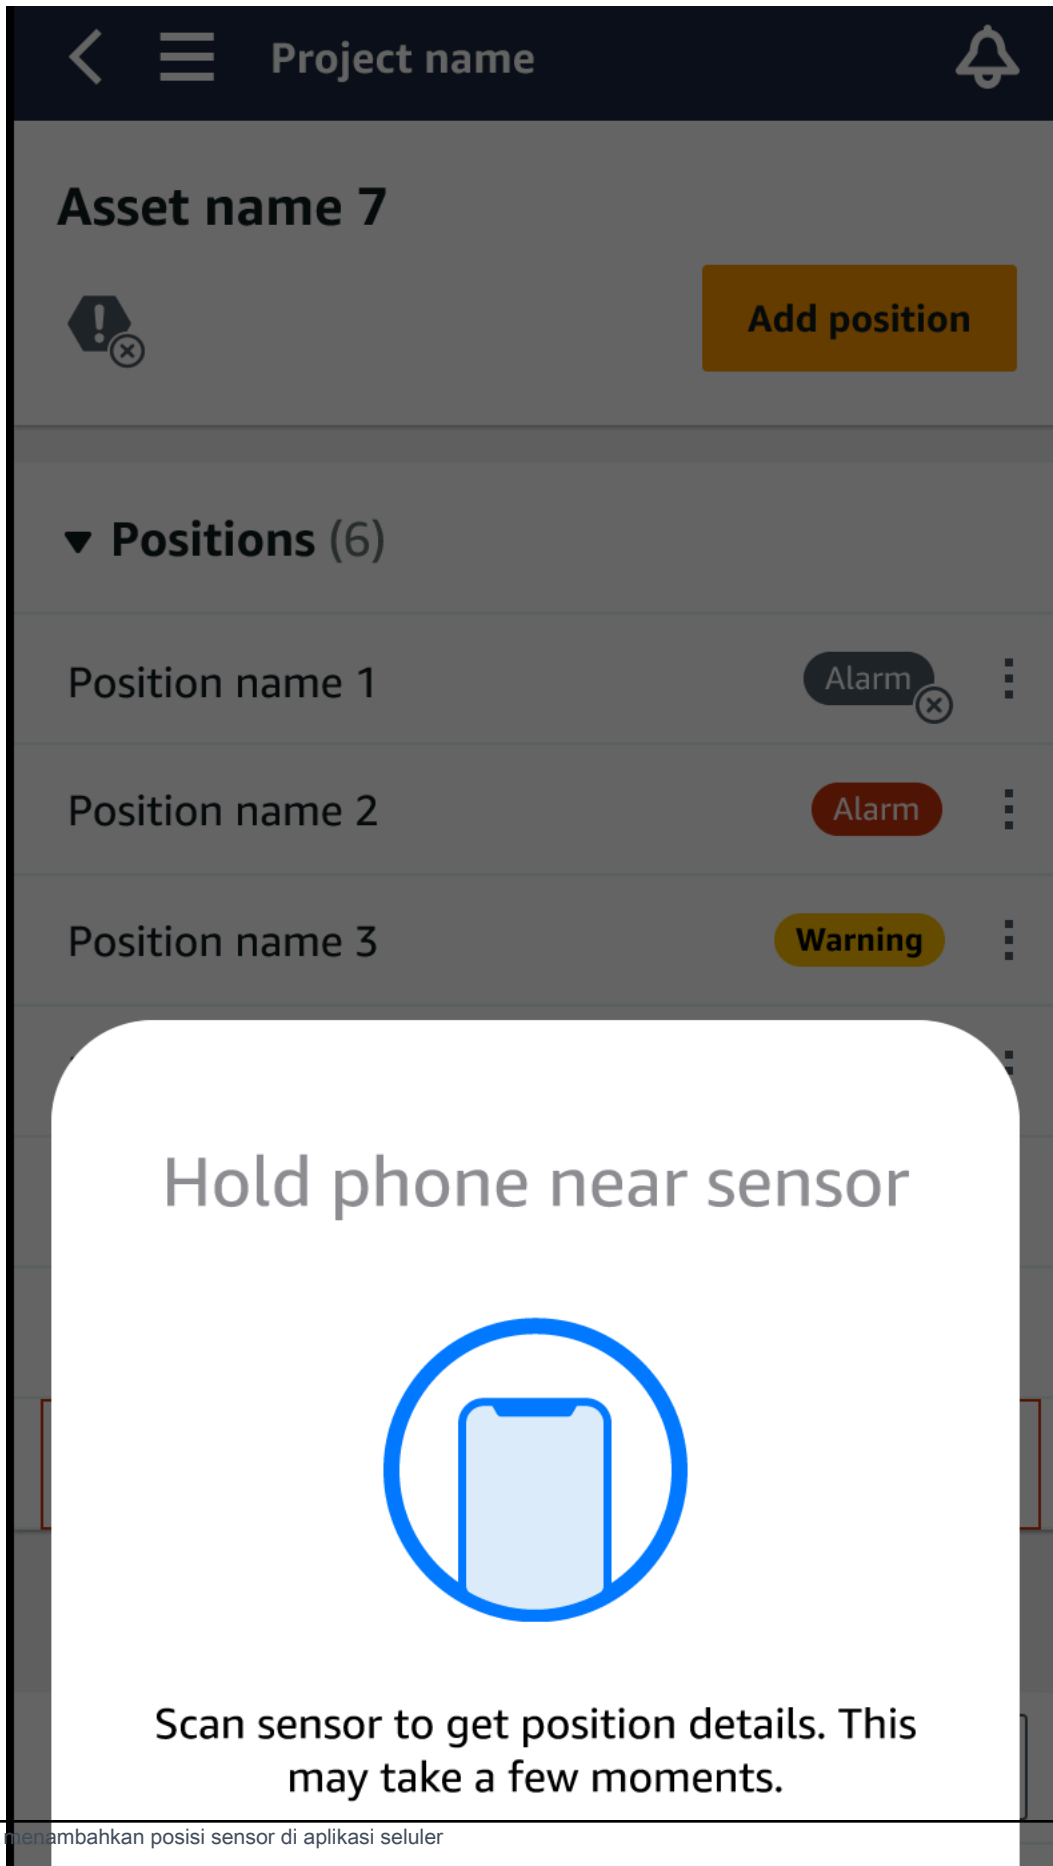 Project name
Asset name 7
Add position
Positions (6)
Position name 1
Alarm
Position name 2
Alarm
Position name 3
Warning
Hold phone near sensor
Scan sensor to get position details. This
may take a few moments.
menambahkan posisi sensor di aplikasi seluler